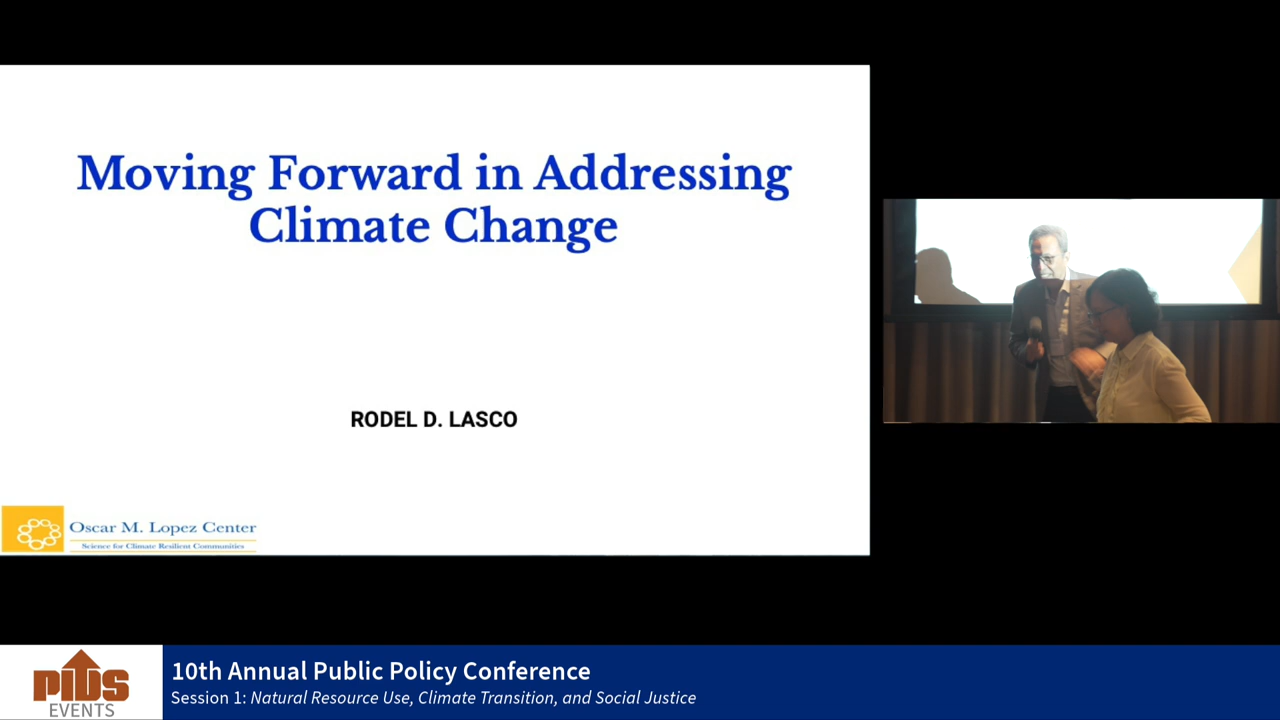 Moving Forward in Addressing
Climate Change
RODEL D. LASCO
Oscar M. Lopez Center
Science for Climate Resilient Communities
PIDS
EVENTS
10th Annual Public Policy Conference
Session 1: Natural Resource Use, Climate Transition, and Social Justice